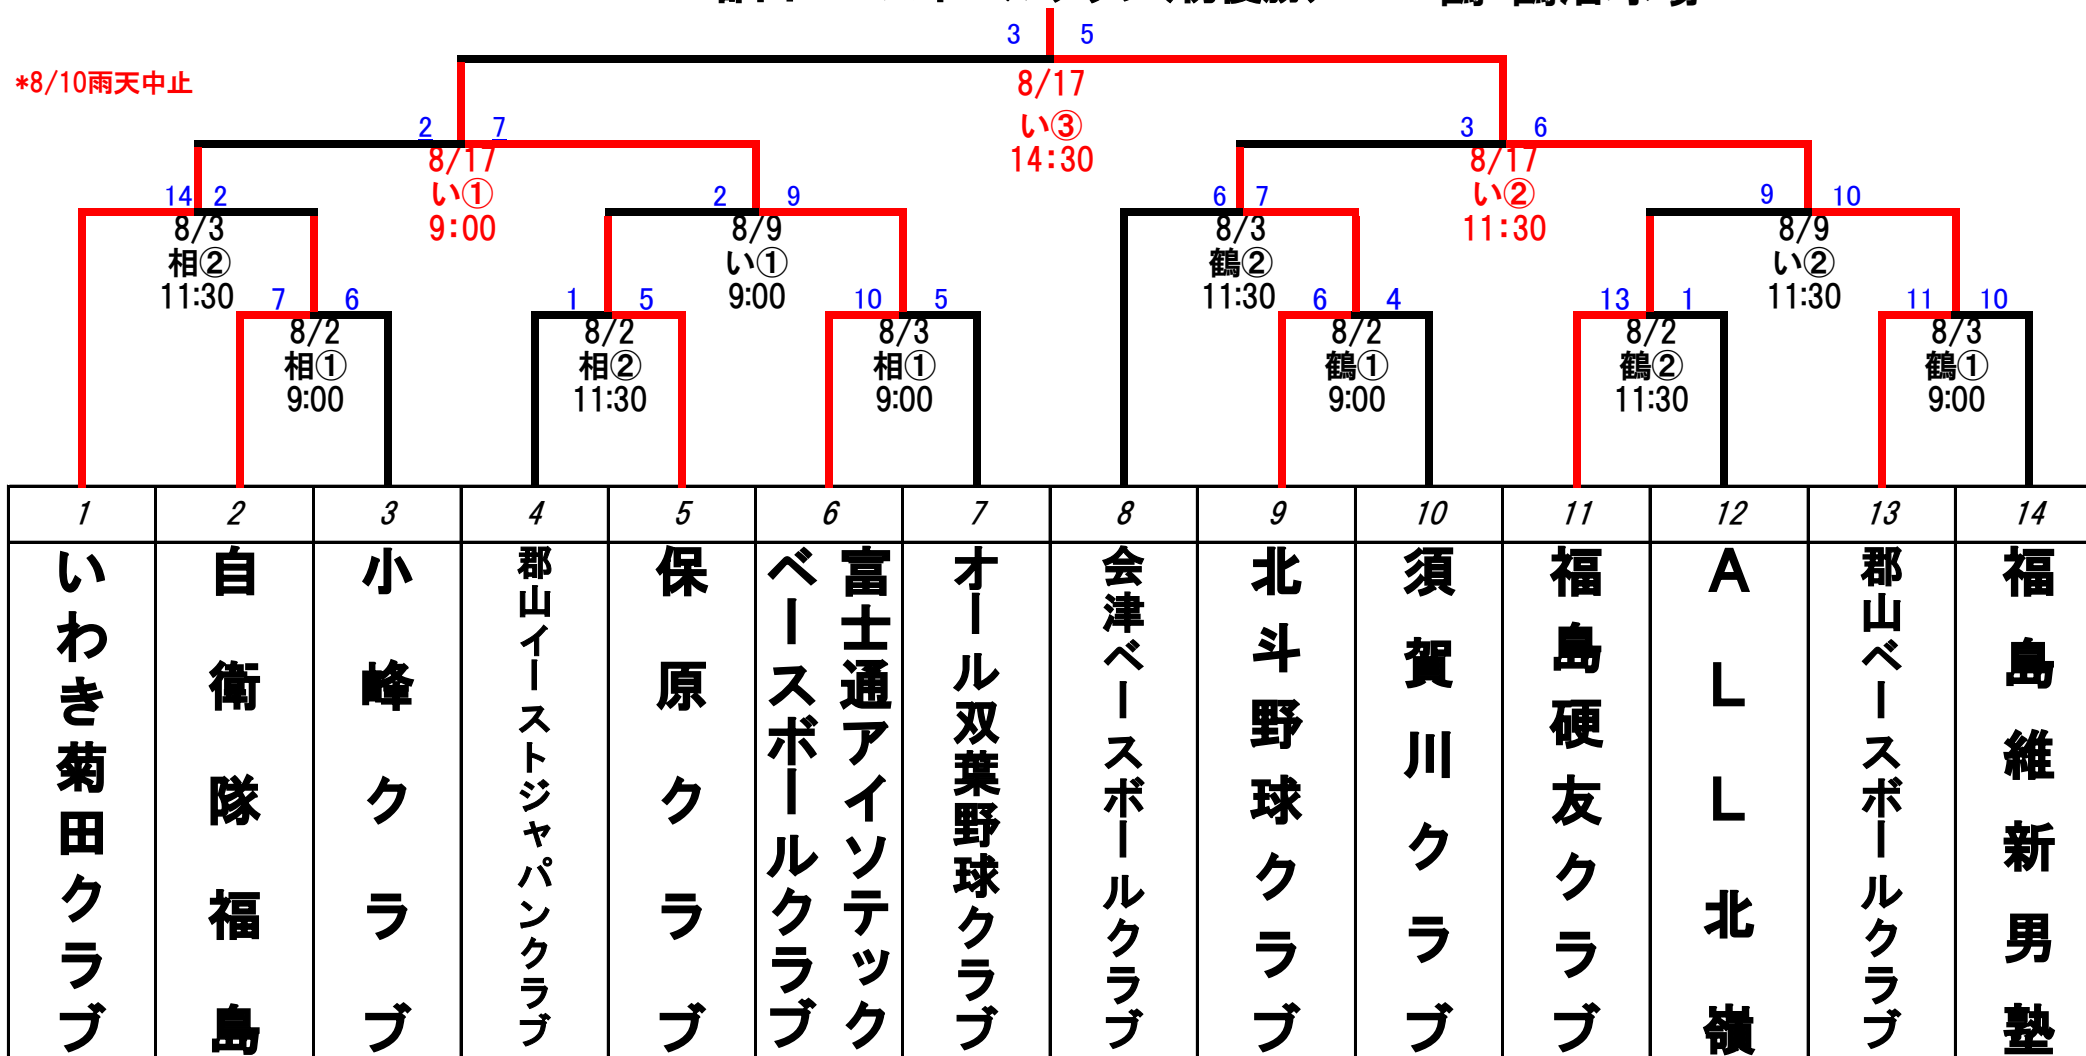 3 5
*8/10雨天中止
8/17
い③
14:30
2 7
8/17
い①
9:00
3 6
8/17
い②
11:30
14 2
8/3
相②
11:30
2 9
8/9
い①
9:00
6 7
8/3
鶴②
11:30
9 10
8/9
い②
11:30
7 6
8/2
相①
9:00
1 5
8/2
相②
11:30
10 5
8/3
相①
9:00
6 4
8/2
鶴①
9:00
13 1
8/2
鶴②
11:30
11 10
8/3
鶴①
9:00
1 2 3 4 5 6 7 8 9 10 11 12 13 14
いわき菊田クラブ
自衛隊福島
小峰クラブ
郡山イーストジャパンクラブ
保原クラブ
富士通アイソテック
ベースボールクラブ
オール双葉野球クラブ
会津ベースボールクラブ
北斗野球クラブ
須賀川クラブ
福島硬友クラブ
ALL北嶺
郡山ベースボールクラブ
福島維新男塾